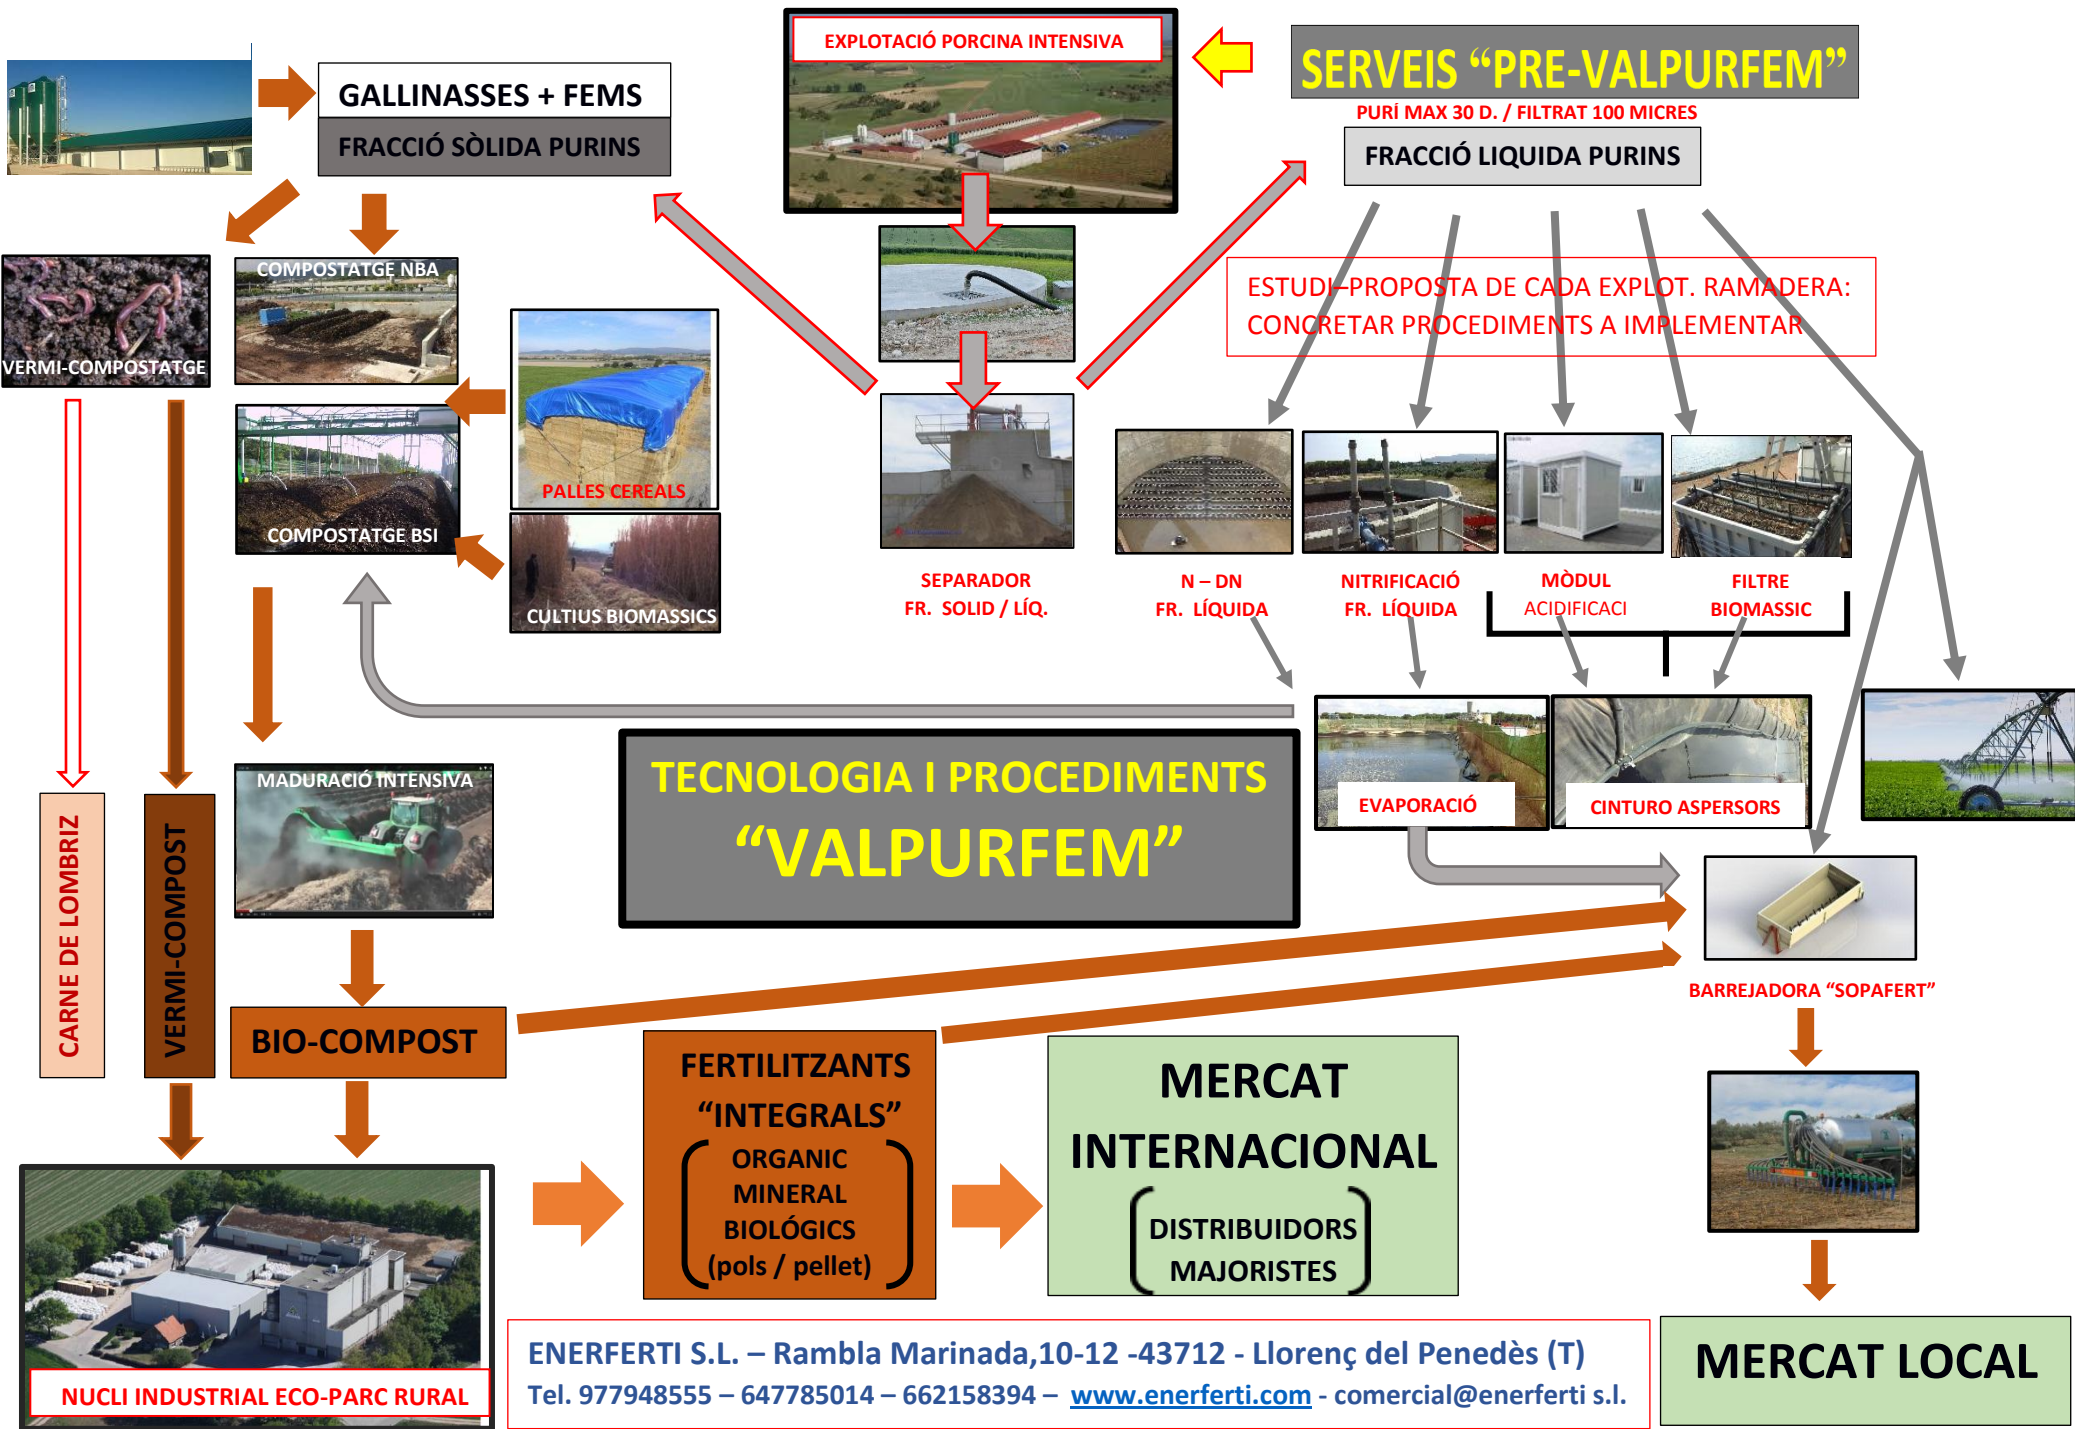 EXPLOTACIÓ PORCINA INTENSIVA
SERVEIS “PRE-VALPURFEM”
PURÍ MAX 30 D. / FILTRAT 100 MICRES
FRACCIÓ LIQUIDA PURINS
GALLINASSES + FEMS
FRACCIÓ SÒLIDA PURINS
ESTUDI–PROPOSTA DE CADA EXPLOT. RAMADERA:
CONCRETAR PROCEDIMENTS A IMPLEMENTAR
COMPOSTATGE NBA
VERMI-COMPOSTATGE
PALLES CEREALS
COMPOSTATGE BSI
CULTIUS BIOMASSICS
SEPARADOR
FR. SOLID / LÍQ.
N – DN
FR. LÍQUIDA
NITRIFICACIÓ
FR. LÍQUIDA
MÒDUL
ACIDIFICACI
FILTRE
BIOMASSIC
TECNOLOGIA I PROCEDIMENTS
“VALPURFEM”
EVAPORACIÓ
CINTURO ASPERSORS
MADURACIÓ INTENSIVA
CARNE DE LOMBRIZ
VERMI-COMPOST
BIO-COMPOST
BARREJADORA “SOPAFERT”
FERTILITZANTS
“INTEGRALS”
ORGANIC
MINERAL
BIOLÓGICS
(pols / pellet)
MERCAT
INTERNACIONAL
DISTRIBUIDORS
MAJORISTES
NUCLI INDUSTRIAL ECO-PARC RURAL
MERCAT LOCAL
ENERFERTI S.L. – Rambla Marinada,10-12 -43712 - Llorenç del Penedès (T)
Tel. 977948555 – 647785014 – 662158394 – www.enerferti.com - comercial@enerferti s.l.